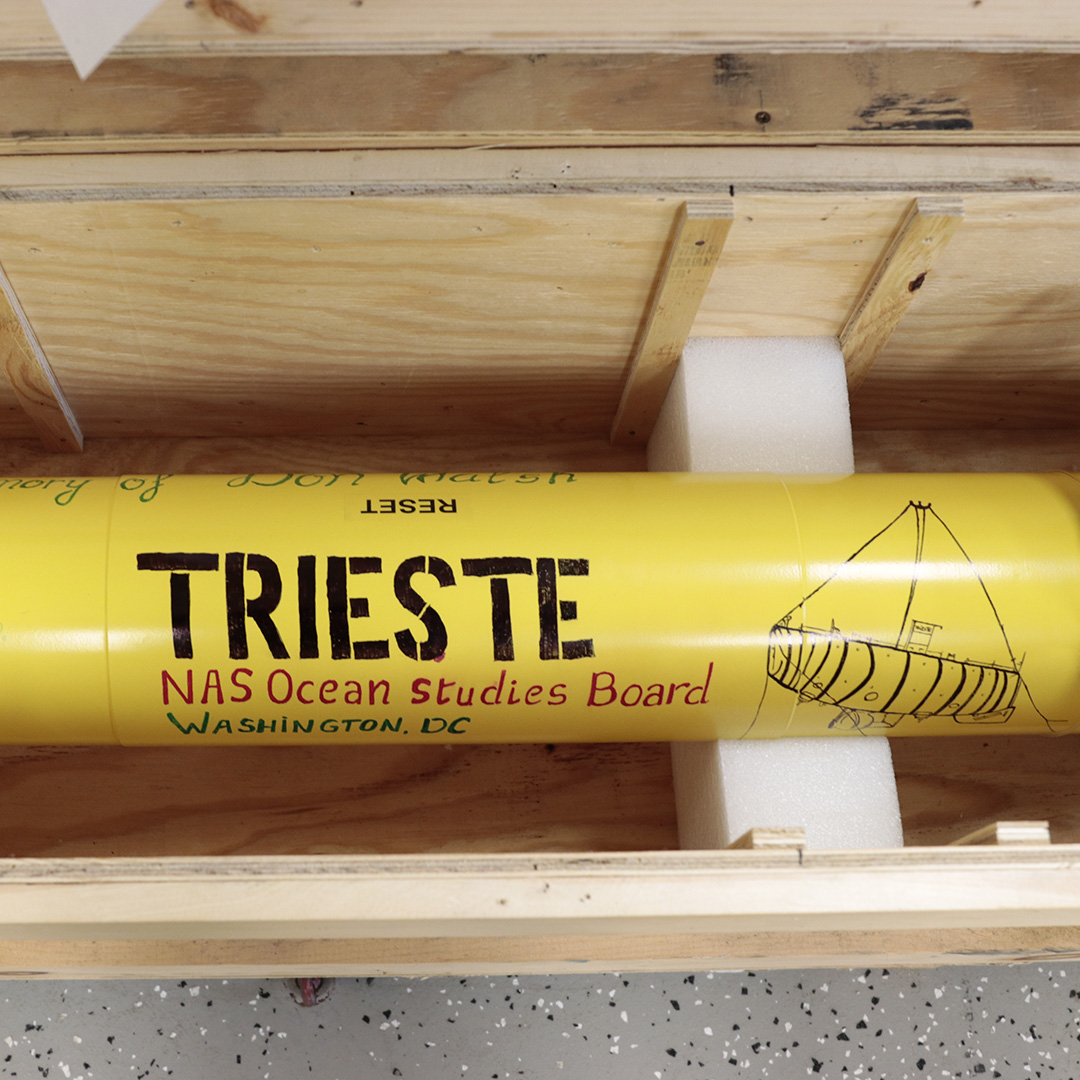 of Don Walsh
RESET
TRIESTE
NAS Ocean Studies Board
WASHINGTON, DC